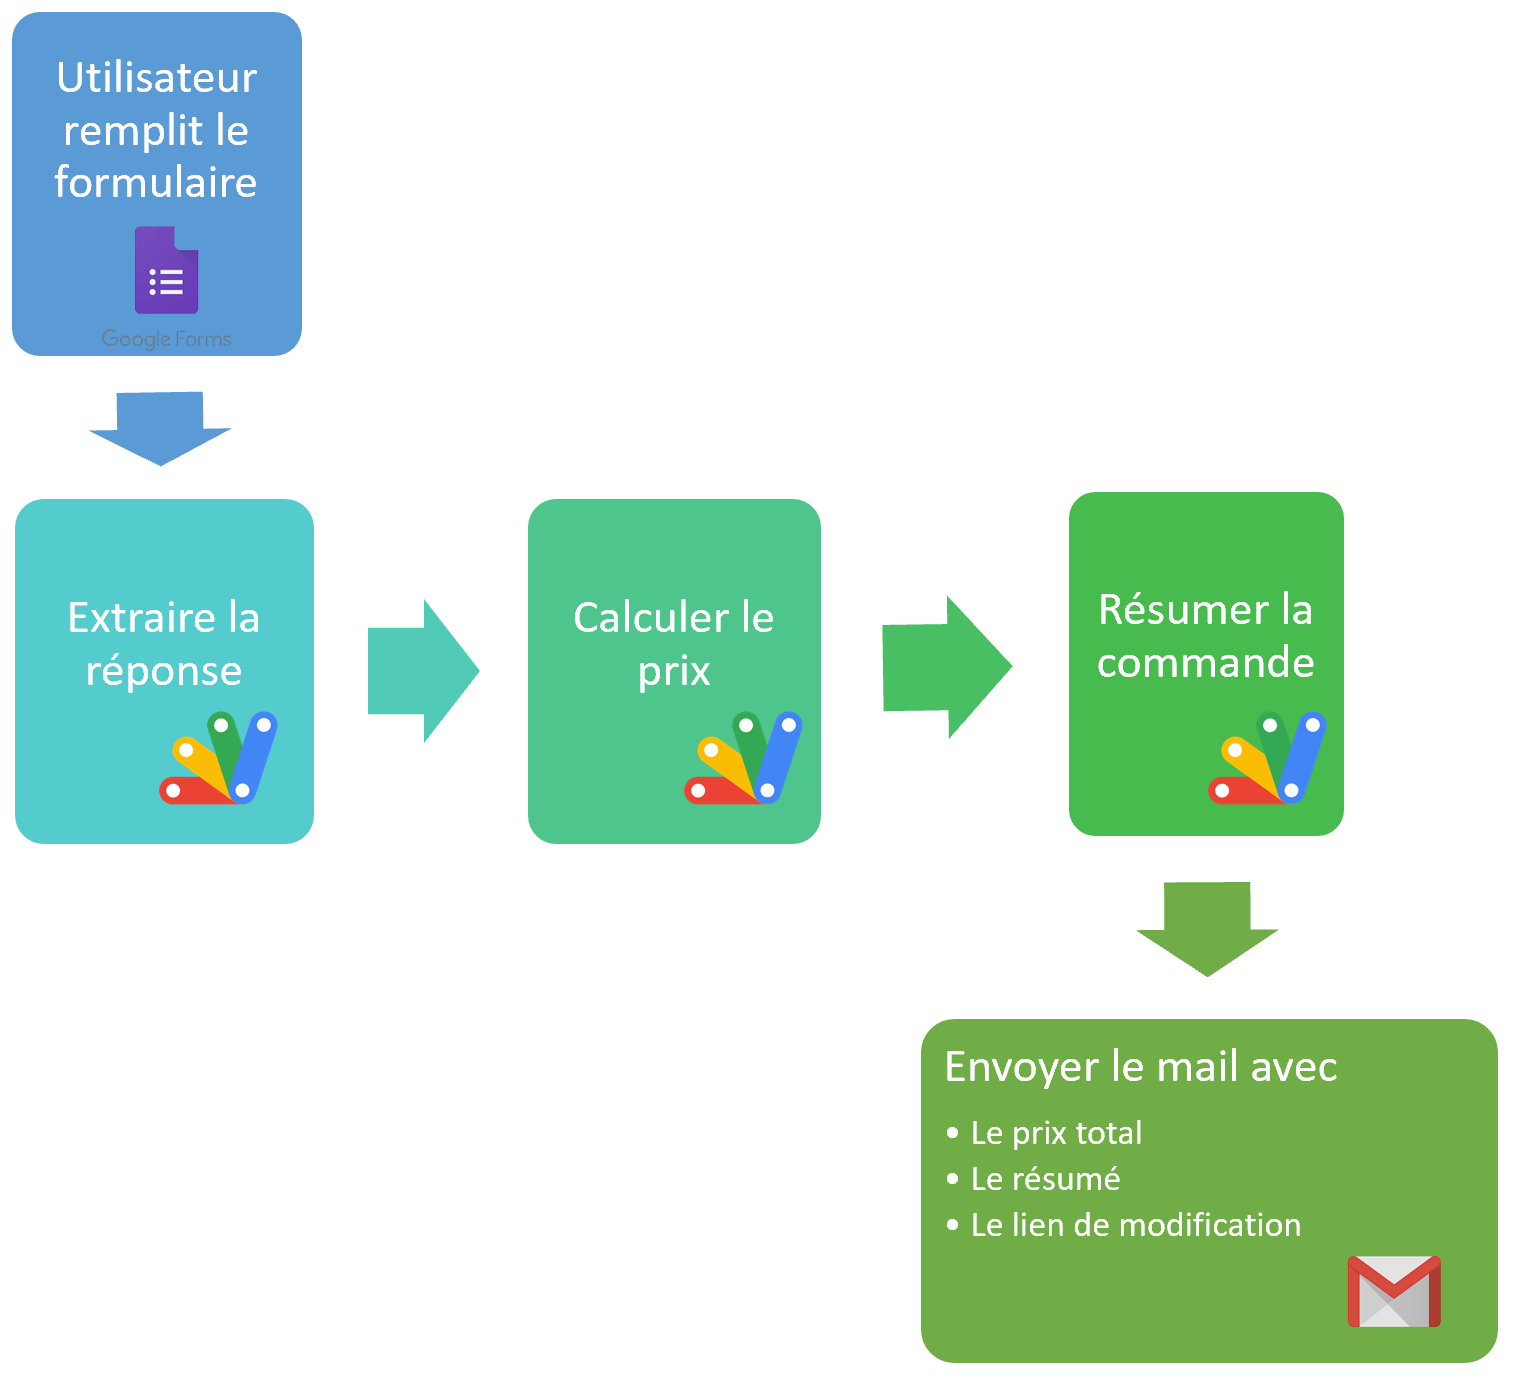 Utilisateur
remplit le
formulaire
Google Forms
Extraire la
réponse
Calculer le
prix
Résumer la
commande
Envoyer le mail avec
• Le prix total
• Le résumé
• Le lien de modification